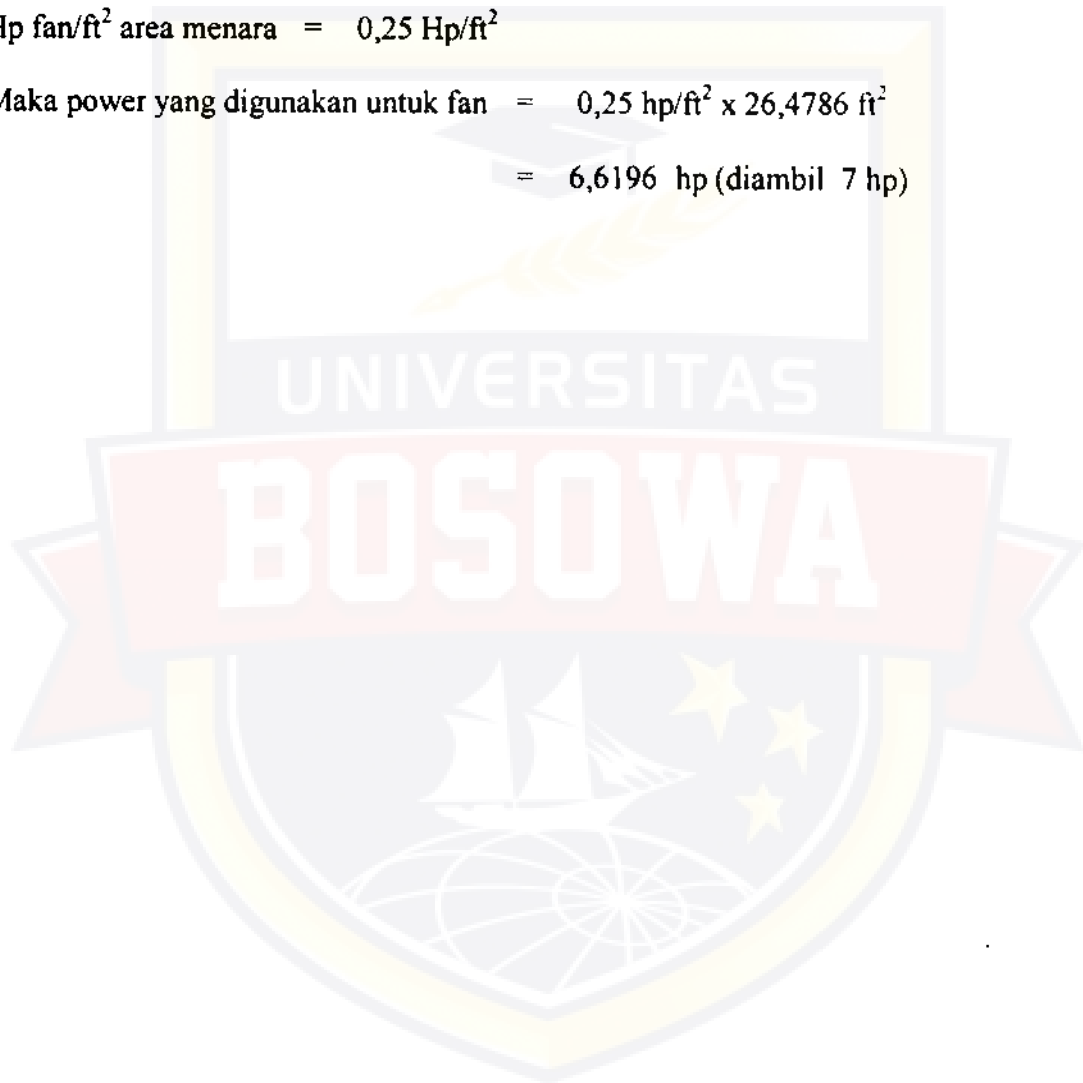 Hp fan/ft² area menara = 0,25 Hp/ft²
Maka power yang digunakan untuk fan = 0,25 hp/ft² x 26,4786 ft²
= 6,6196 hp (diambil 7 hp)
UNIVERSITAS
BOSOWA